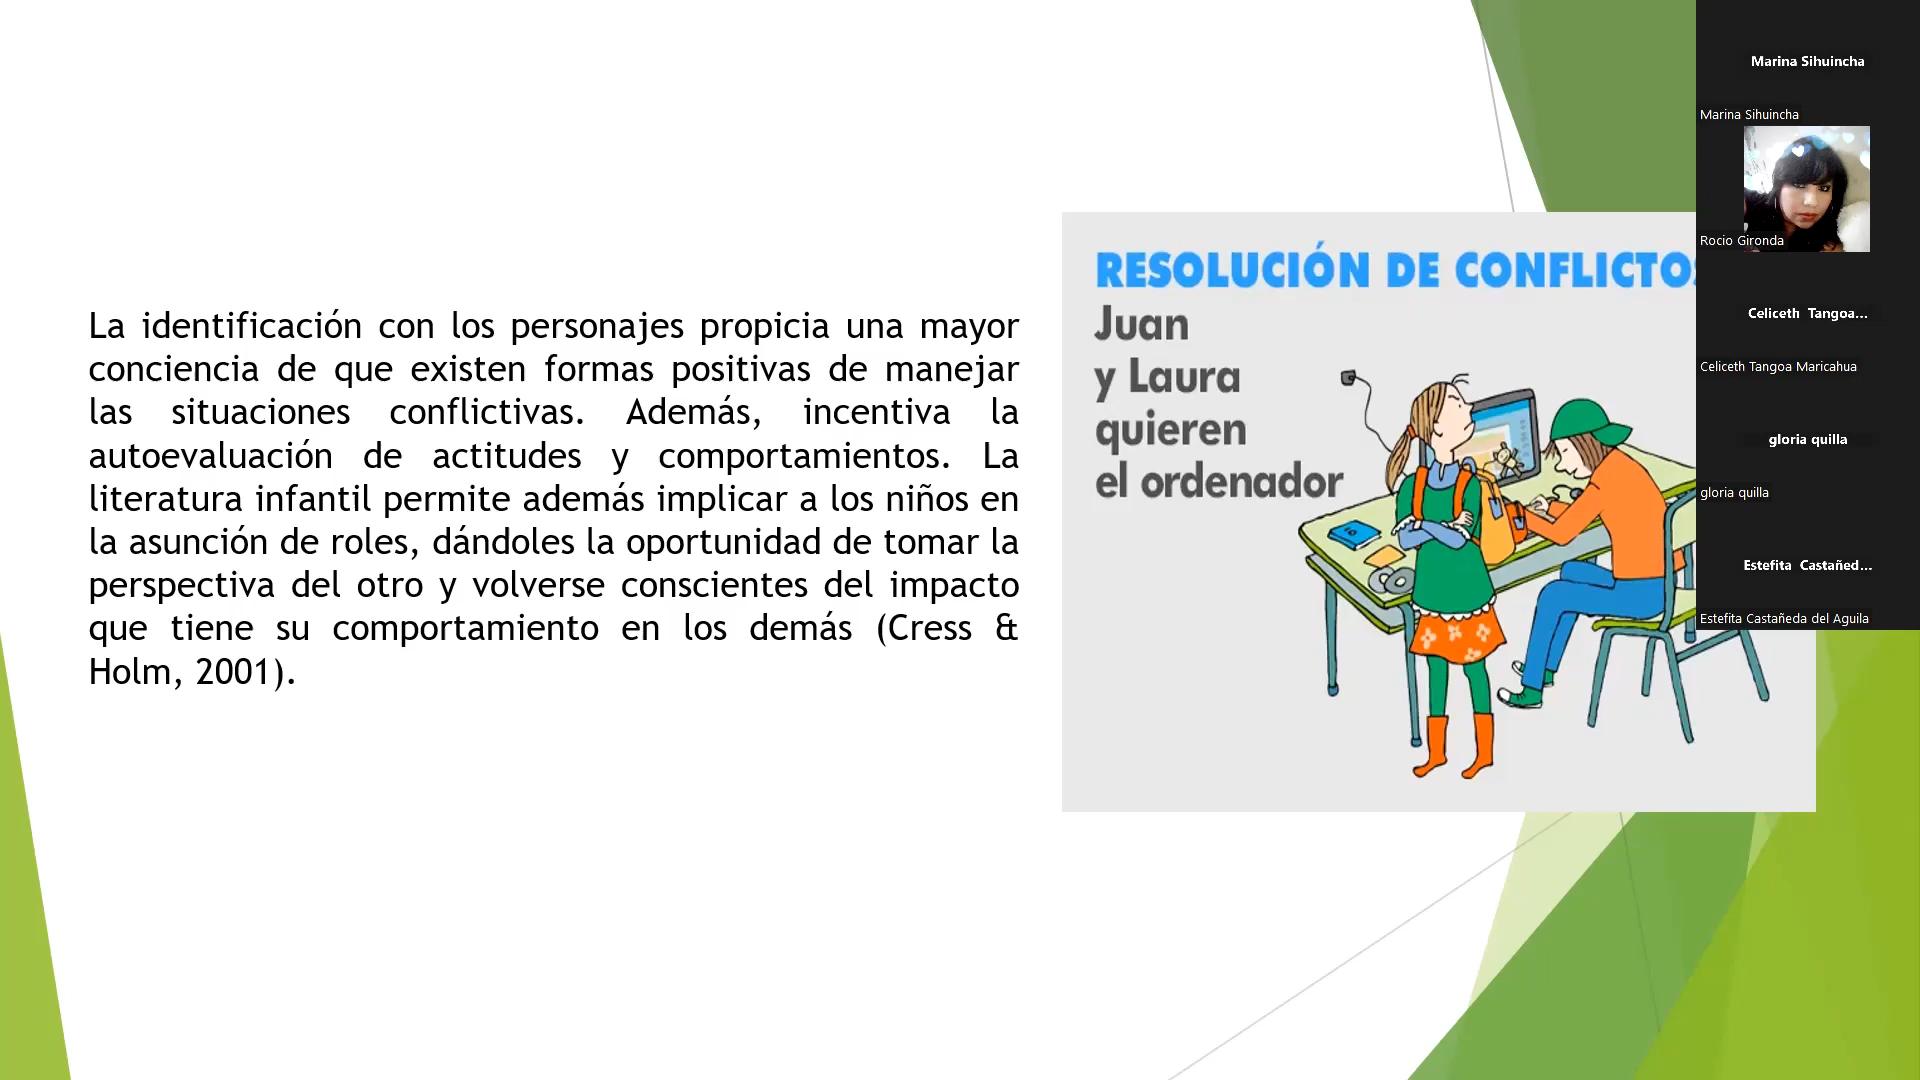 La identificación con los personajes propicia una mayor
conciencia de que existen formas positivas de manejar
las situaciones conflictivas. Además, incentiva la
autoevaluación de actitudes y comportamientos. La
literatura infantil permite además implicar a los niños en
la asunción de roles, dándoles la oportunidad de tomar la
perspectiva del otro y volverse conscientes del impacto
que tiene su comportamiento en los demás (Cress &
Holm, 2001).
RESOLUCIÓN DE CONFLICTOS
Juan
y Laura
quieren
el ordenador
Marina Sihuincha
Marina Sihuincha
Rocio Gironda
Celiceth Tangoa...
Celiceth Tangoa Maricahua
gloria quilla
gloria quilla
Estefita Castañed...
Estefita Castañeda del Aguila